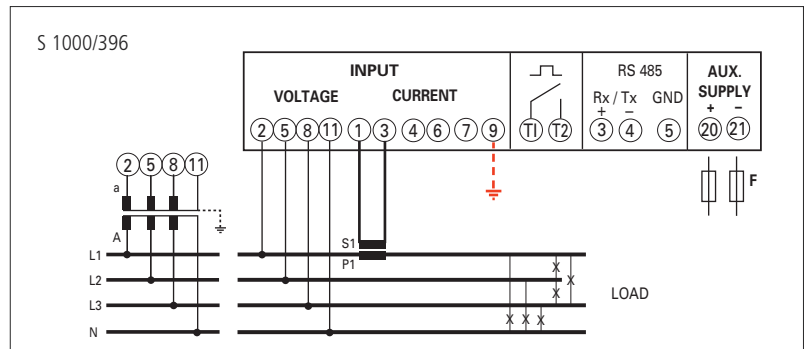 S 1000/396
INPUT
VOLTAGE CURRENT
2 5 8 11 1 3 4 6 7 9
T1 T2
RS 485
Rx / Tx GND
+ −
3 4 5
AUX.
SUPPLY
+ −
20 21
F
2 5 8 11
a
A
S1
P1
L1
L2
L3
N
X
X X
X
X X X
LOAD